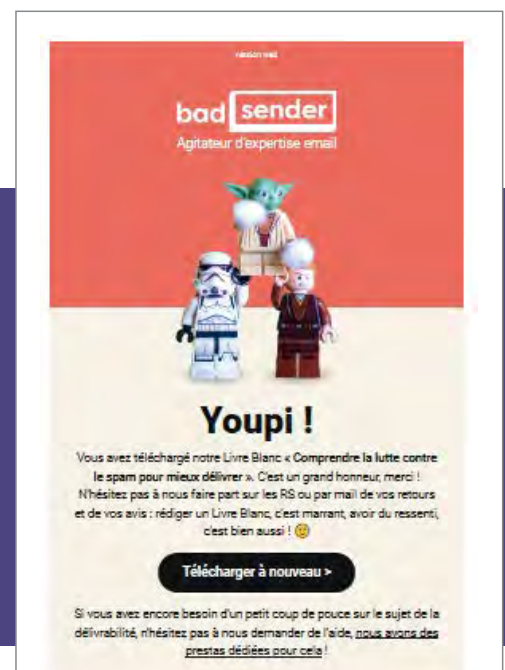 version web
bad sender
Agitateur d'expertise email
Youpi !
Vous avez téléchargé notre Livre Blanc « Comprendre la lutte contre
le spam pour mieux délivrer ». C'est un grand honneur, merci !
N'hésitez pas à nous faire part sur les RS ou par mail de vos retours
et de vos avis : rédiger un Livre Blanc, c'est marrant, avoir du ressenti,
c'est bien aussi ! 🙂
Télécharger à nouveau >
Si vous avez encore besoin d'un petit coup de pouce sur le sujet de la
délivrabilité, n'hésitez pas à nous demander de l'aide, nous avons des
prestas dédiées pour cela !